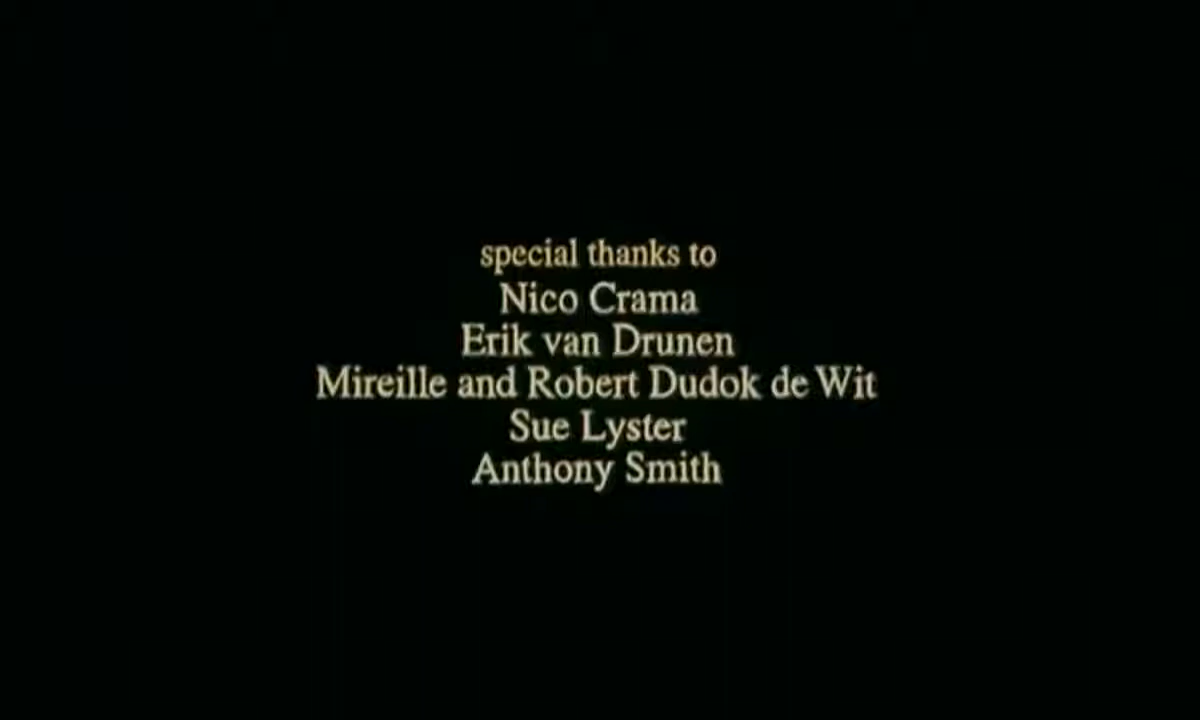 special thanks to
Nico Crama
Erik van Drunen
Mireille and Robert Dudok de Wit
Sue Lyster
Anthony Smith